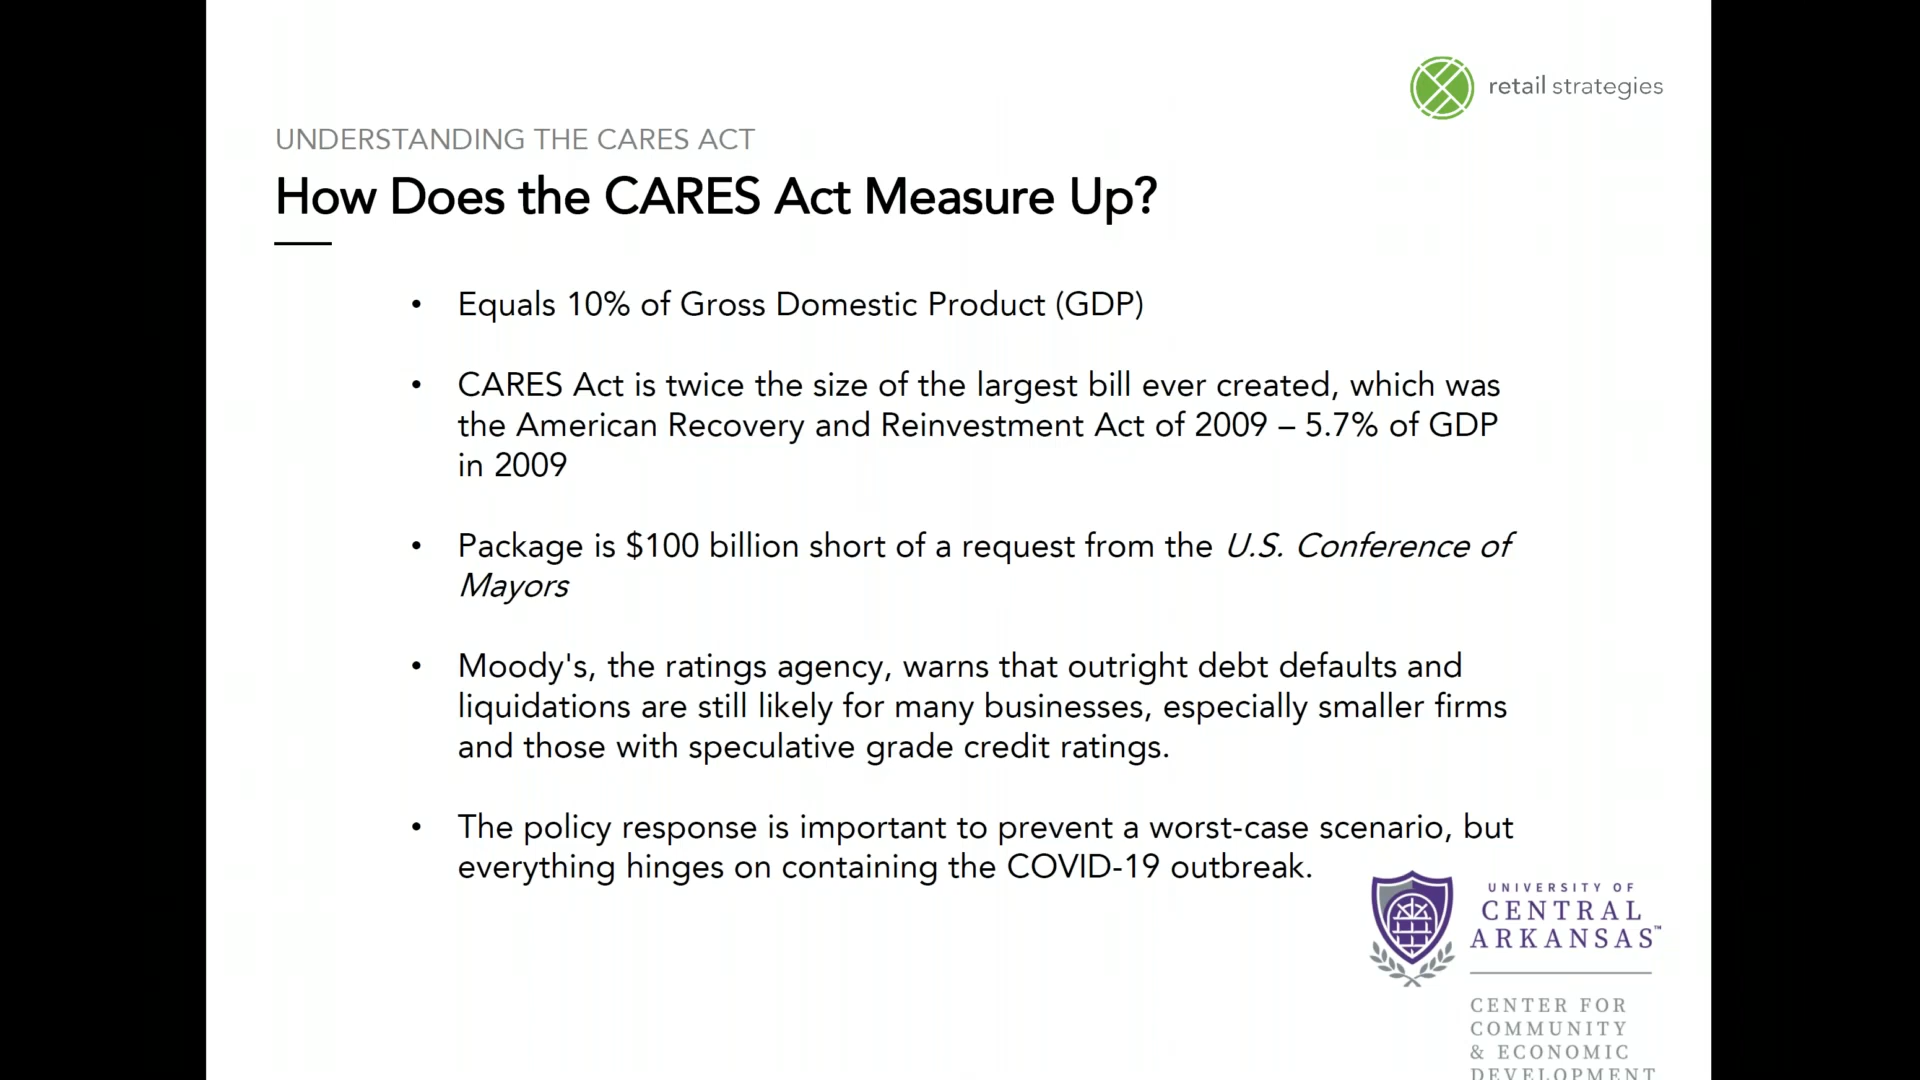 retail strategies
UNDERSTANDING THE CARES ACT
How Does the CARES Act Measure Up?
• Equals 10% of Gross Domestic Product (GDP)
• CARES Act is twice the size of the largest bill ever created, which was
the American Recovery and Reinvestment Act of 2009 – 5.7% of GDP
in 2009
• Package is $100 billion short of a request from the U.S. Conference of
Mayors
• Moody's, the ratings agency, warns that outright debt defaults and
liquidations are still likely for many businesses, especially smaller firms
and those with speculative grade credit ratings.
• The policy response is important to prevent a worst-case scenario, but
everything hinges on containing the COVID-19 outbreak.
UNIVERSITY OF
CENTRAL
ARKANSAS™
CENTER FOR
COMMUNITY
& ECONOMIC
DEVELOPMENT